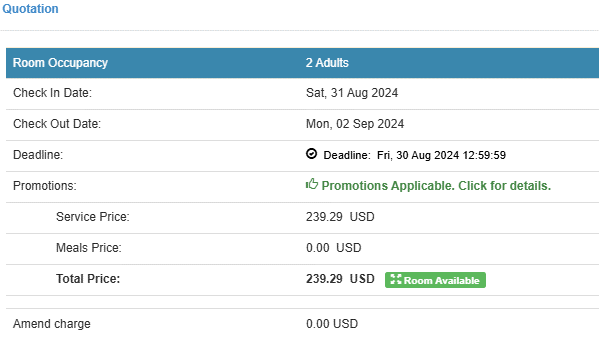 Quotation
Room Occupancy 2 Adults
Check In Date: Sat, 31 Aug 2024
Check Out Date: Mon, 02 Sep 2024
Deadline: Deadline: Fri, 30 Aug 2024 12:59:59
Promotions: Promotions Applicable. Click for details.
Service Price: 239.29 USD
Meals Price: 0.00 USD
Total Price: 239.29 USD Room Available
Amend charge 0.00 USD